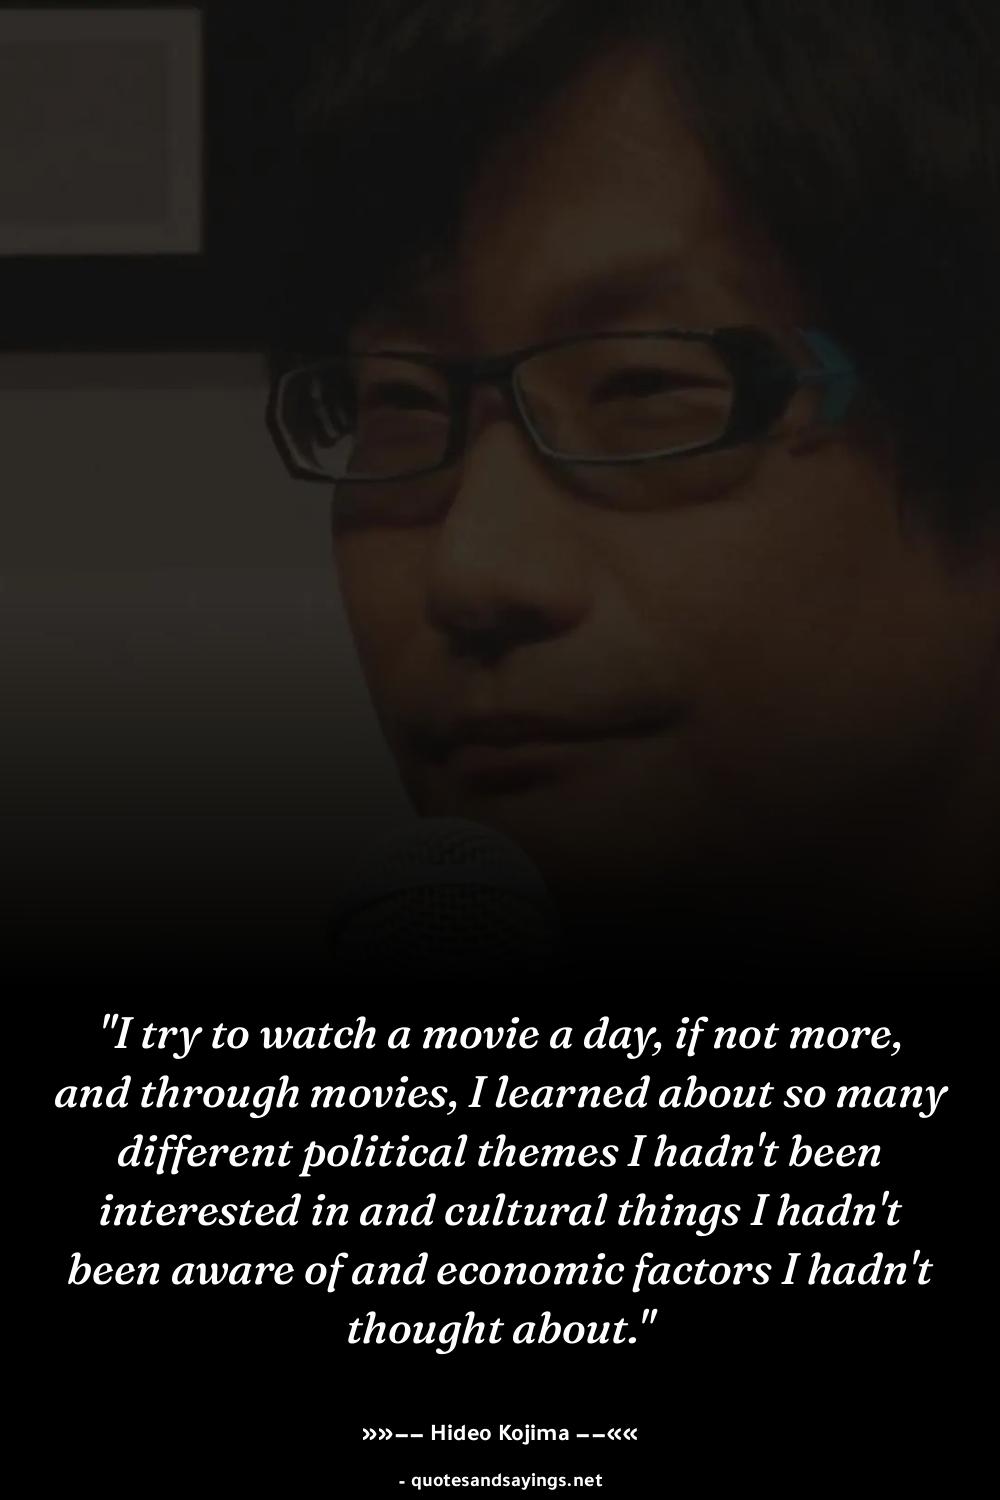 "I try to watch a movie a day, if not more,
and through movies, I learned about so many
different political themes I hadn't been
interested in and cultural things I hadn't
been aware of and economic factors I hadn't
thought about."
»»–– Hideo Kojima ––««
- quotesandsayings.net